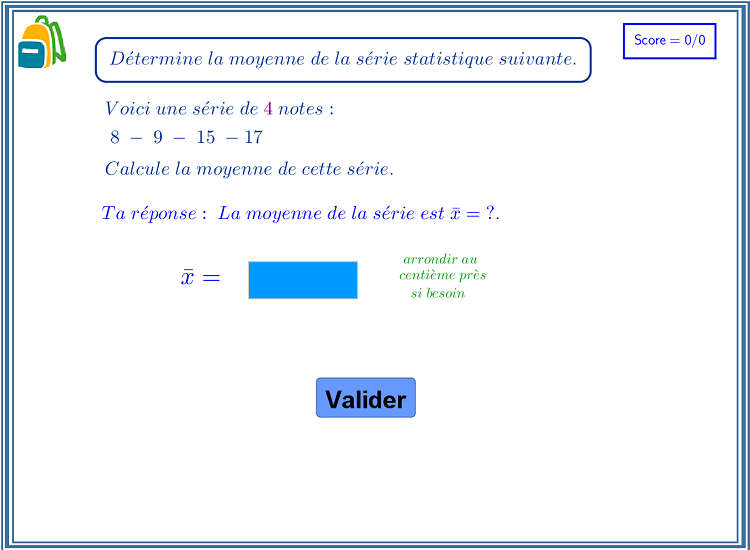 Score = 0/0
Détermine la moyenne de la série statistique suivante.
Voici une série de 4 notes :
8 − 9 − 15 − 17
Calcule la moyenne de cette série.
Ta réponse : La moyenne de la série est x̄ = ?.
x̄ =
arrondir au
centième près
si besoin
Valider